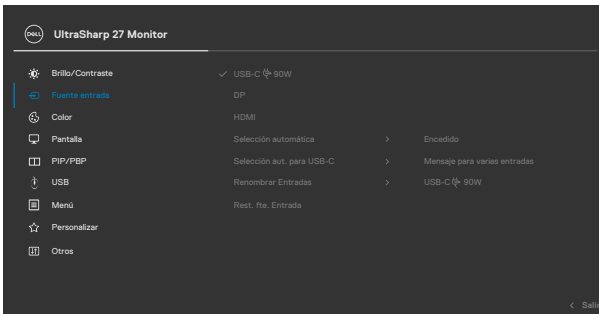 DELL UltraSharp 27 Monitor
Brillo/Contraste USB-C 90W
Fuente entrada DP
Color HDMI
Pantalla Selección automática Encedido
PIP/PBP Selección aut. para USB-C Mensaje para varias entradas
USB Renombrar Entradas USB-C 90W
Menú Rest. fte. Entrada
Personalizar
Otros
Salir